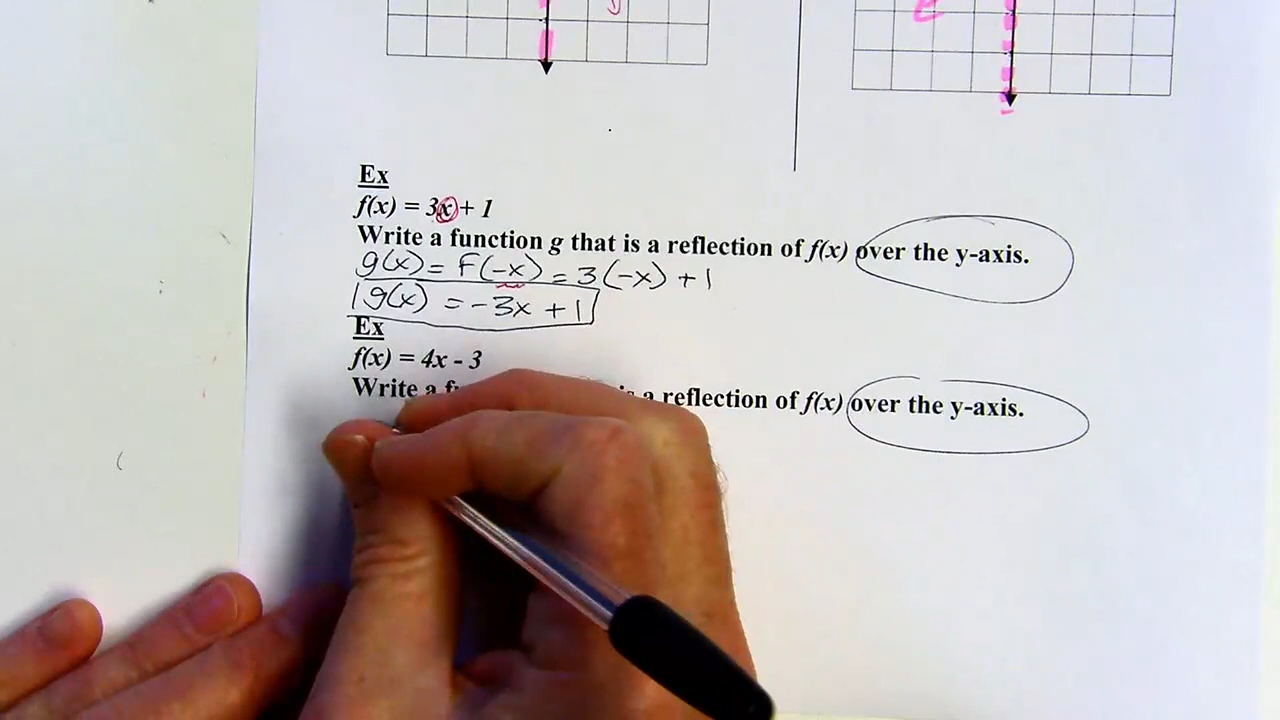 Ex
f(x) = 3x + 1
Write a function g that is a reflection of f(x) over the y-axis.
g(x) = f(-x) = 3(-x) + 1
g(x) = -3x + 1
Ex
f(x) = 4x - 3
Write a reflection of f(x) over the y-axis.